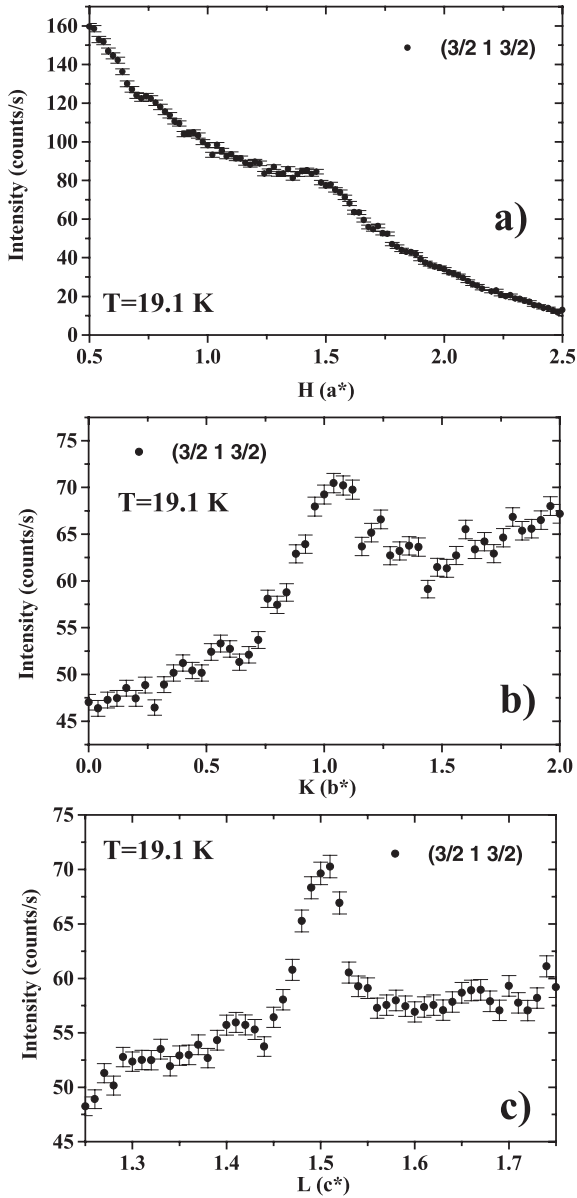 160
(3/2 1 3/2)
140
120
100
80
60
a)
40
20
T=19.1 K
0
0.5 1.0 1.5 2.0 2.5
H (a*)
Intensity (counts/s)
75
(3/2 1 3/2)
70
T=19.1 K
65
60
55
50
b)
45
0.0 0.5 1.0 1.5 2.0
K (b*)
Intensity (counts/s)
75
T=19.1 K
(3/2 1 3/2)
70
65
60
55
50
c)
45
1.3 1.4 1.5 1.6 1.7
L (c*)
Intensity (counts/s)